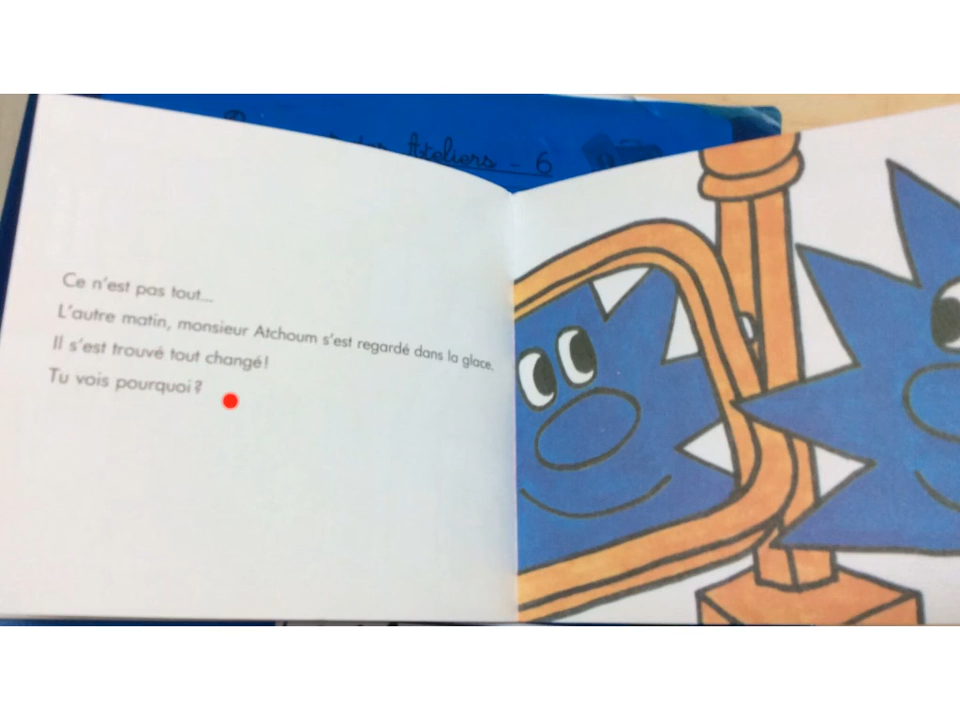 des Ateliers - 6
Ce n'est pas tout...
L'autre matin, monsieur Atchoum s'est regardé dans la glace.
Il s'est trouvé tout changé!
Tu vois pourquoi?